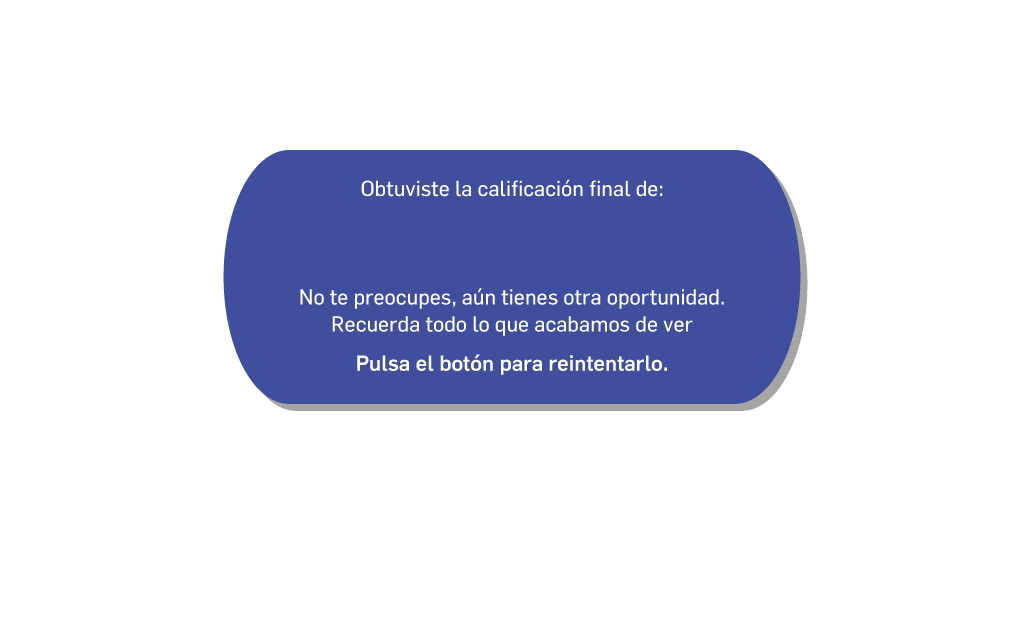 Obtuviste la calificación final de:
No te preocupes, aún tienes otra oportunidad.
Recuerda todo lo que acabamos de ver
Pulsa el botón para reintentarlo.